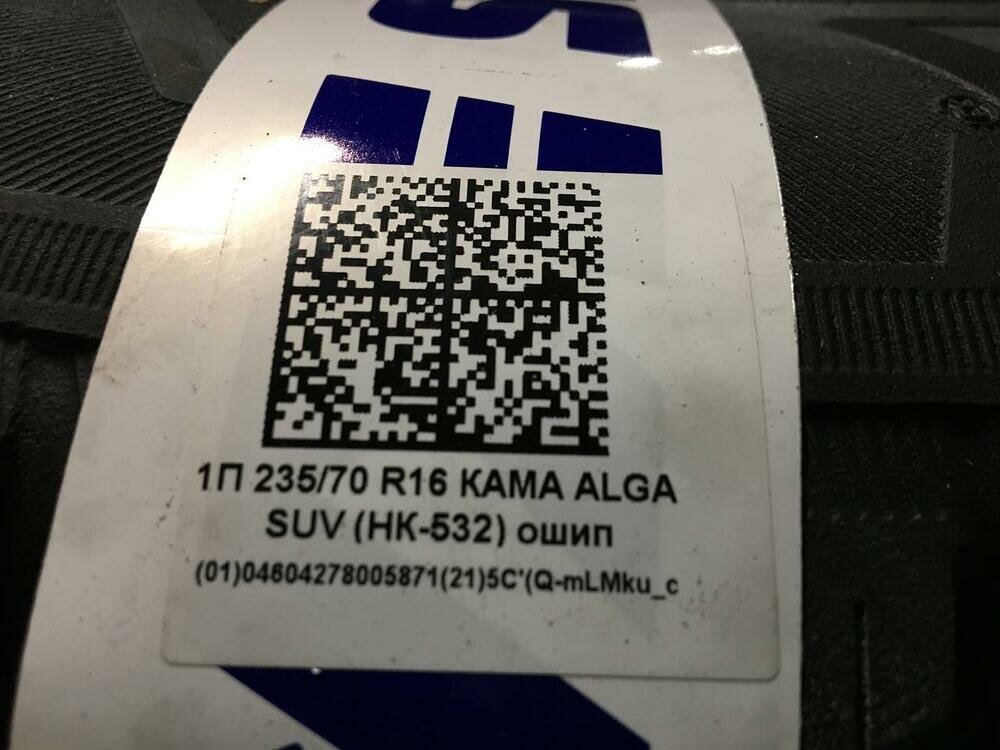 1П 235/70 R16 КАМА ALGA
SUV (НК-532) ошип
(01)04604278005871(21)5C'(Q-mLMku_c